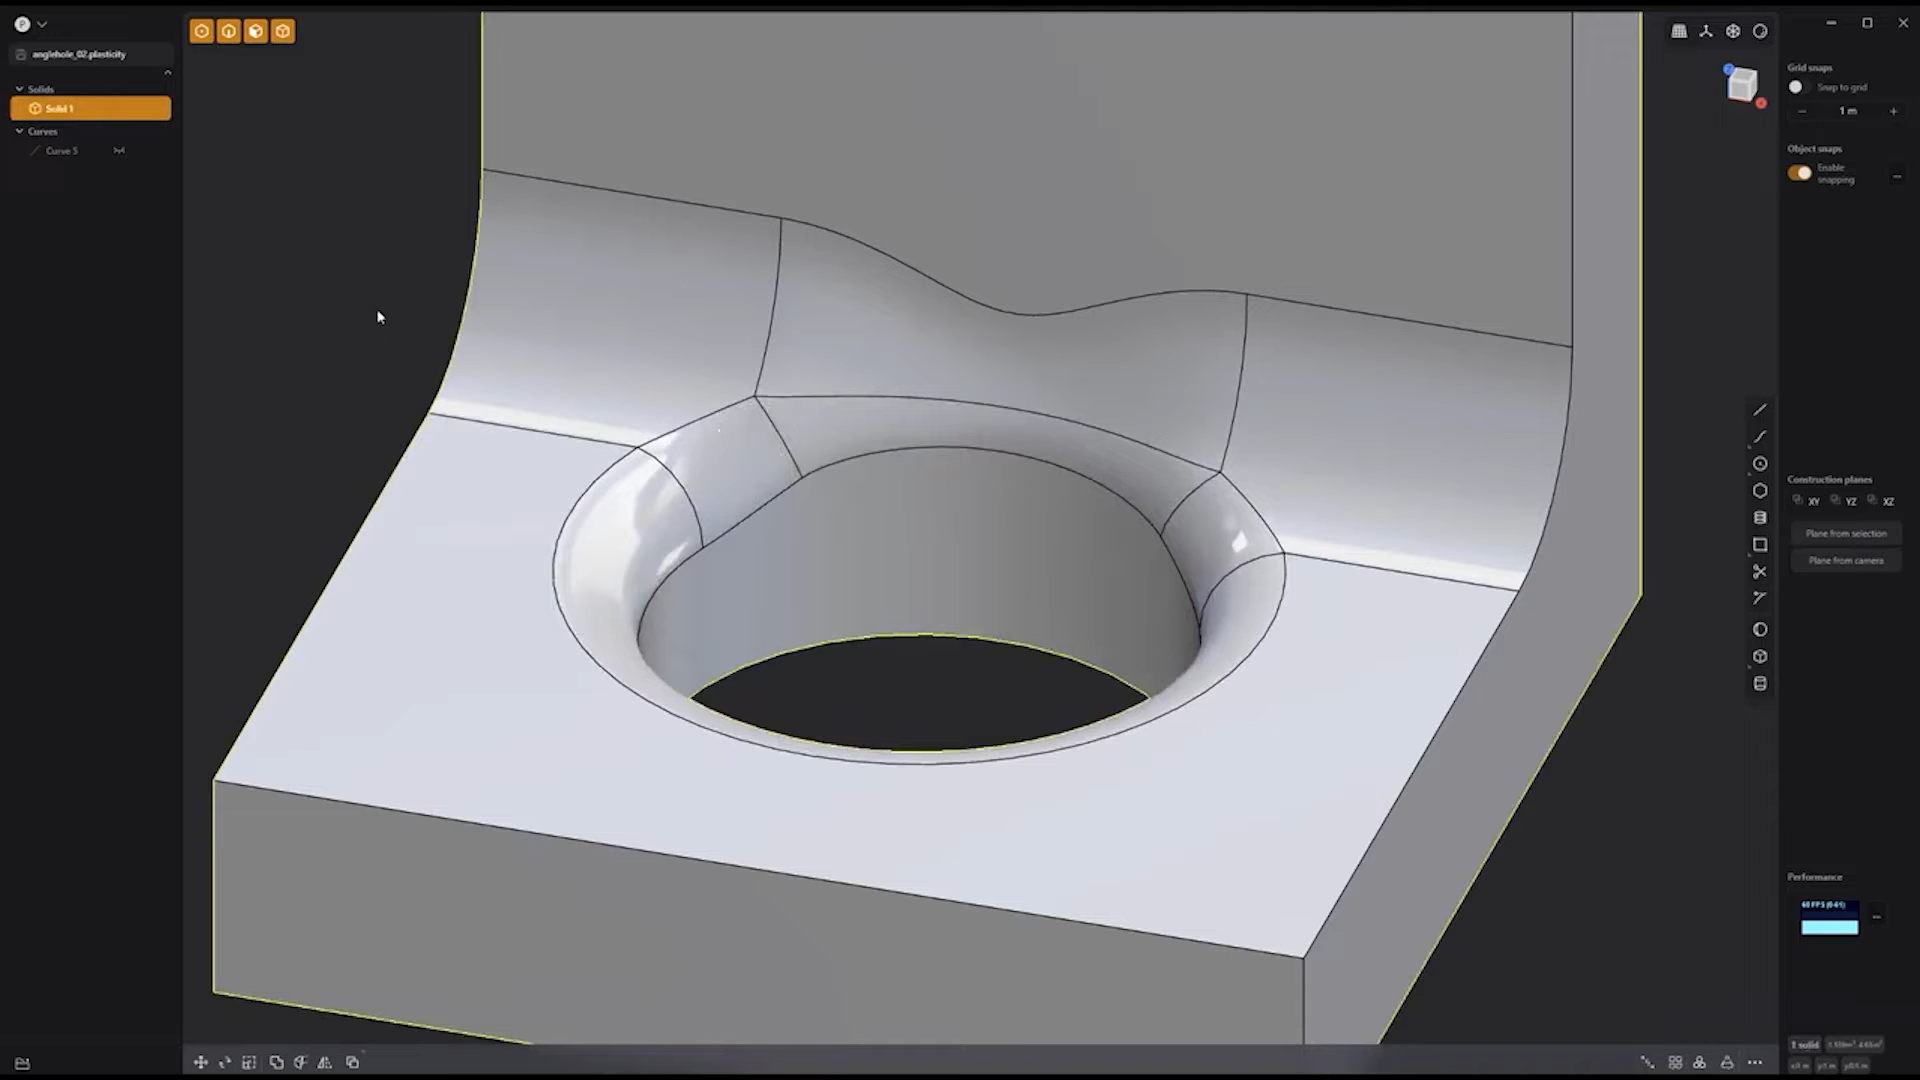 P
anglehole_02.plasticity
Solids
Solid 1
Curves
Curve 5
Grid snaps
Snap to grid
1 m
Object snaps
Enable
snapping
Construction planes
XY YZ XZ
Plane from selection
Plane from camera
Performance
1 solid